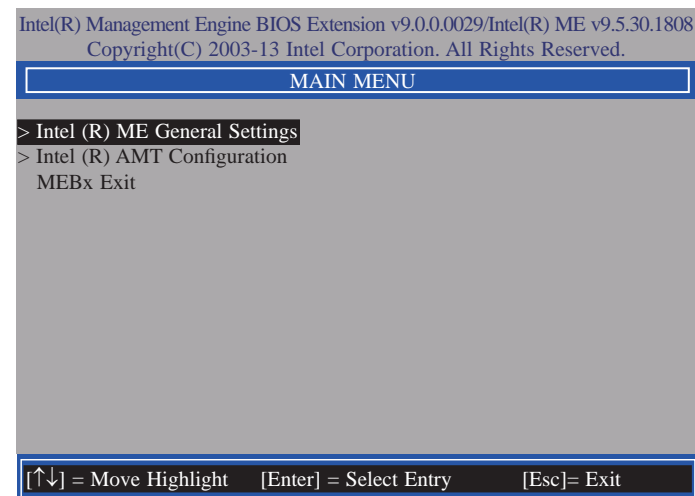 Intel(R) Management Engine BIOS Extension v9.0.0.0029/Intel(R) ME v9.5.30.1808
Copyright(C) 2003-13 Intel Corporation. All Rights Reserved.
MAIN MENU
> Intel (R) ME General Settings
> Intel (R) AMT Configuration
MEBx Exit
[↑↓] = Move Highlight [Enter] = Select Entry [Esc]= Exit